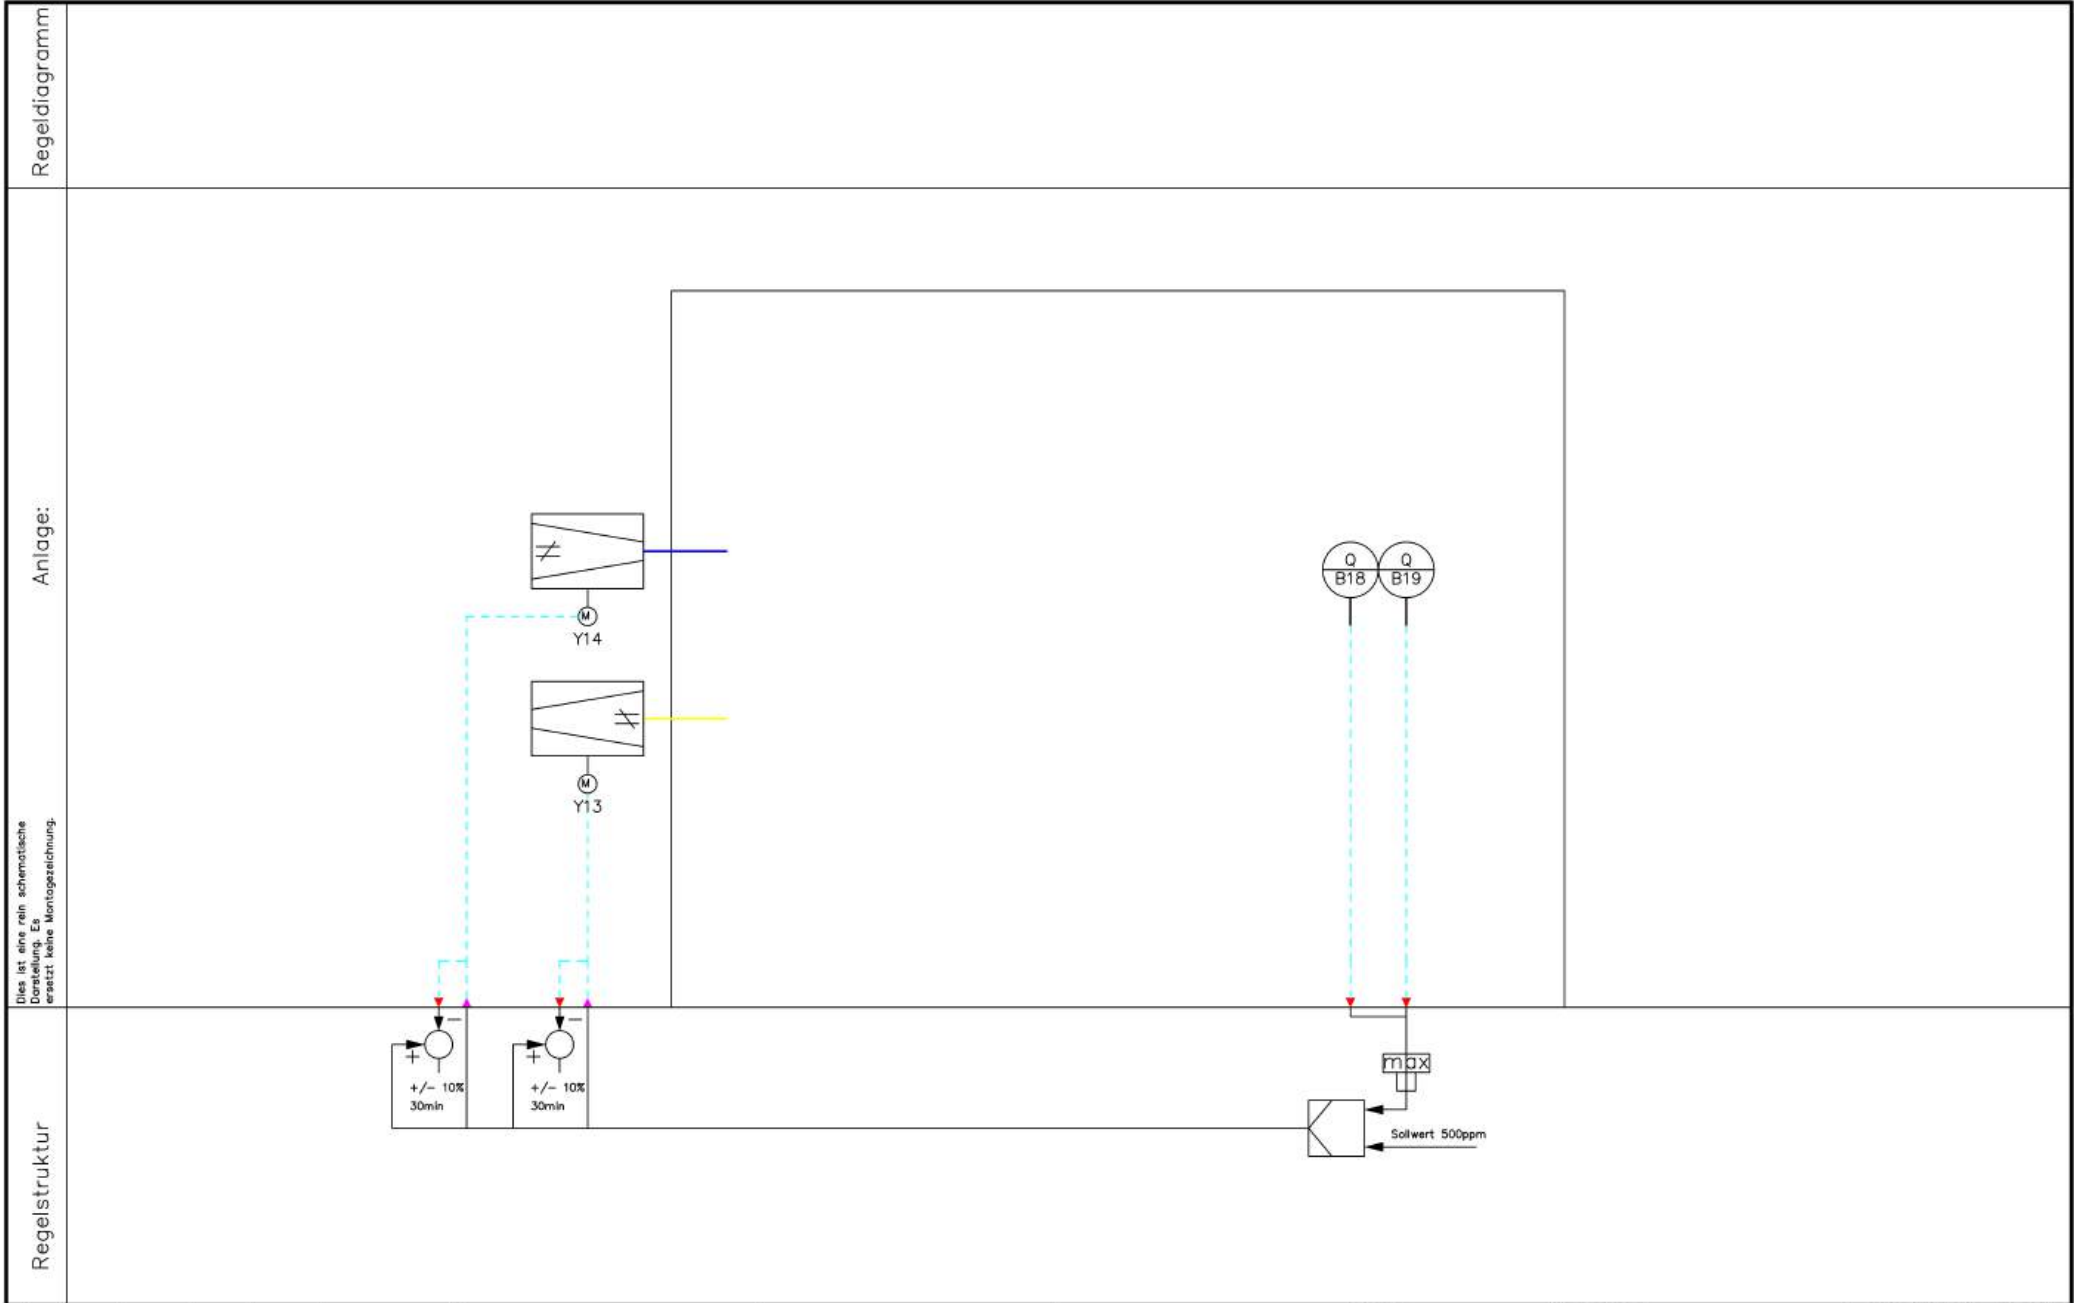 Regeldiagramm
Anlage:
Dies ist eine rein schematische
Darstellung. Es
ersetzt keine Montagezeichnung.
Regelstruktur
M
Y14
M
Y13
Q
B18
Q
B19
−
+
+/− 10%
30min
−
+
+/− 10%
30min
max
Sollwert 500ppm